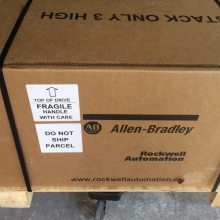 STACK ONLY 3 HIGH
TOP OF DRIVE
FRAGILE
HANDLE
WITH CARE
DO NOT
SHIP
PARCEL
AB
Allen-Bradley
Rockwell
Automation
www.rockwellautomation.